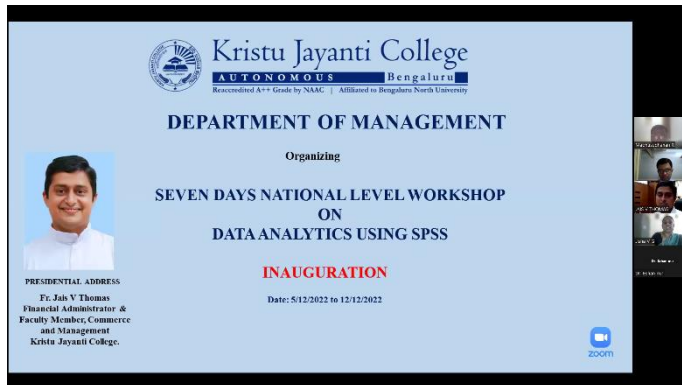 Kristu Jayanti College
AUTONOMOUS Bengaluru
Reaccredited A++ Grade by NAAC | Affiliated to Bengaluru North University
DEPARTMENT OF MANAGEMENT
Organizing
SEVEN DAYS NATIONAL LEVEL WORKSHOP
ON
DATA ANALYTICS USING SPSS
INAUGURATION
Date: 5/12/2022 to 12/12/2022
PRESIDENTIAL ADDRESS
Fr. Jais V Thomas
Financial Administrator &
Faculty Member, Commerce
and Management
Kristu Jayanti College.
zoom
JAIS V THOMAS